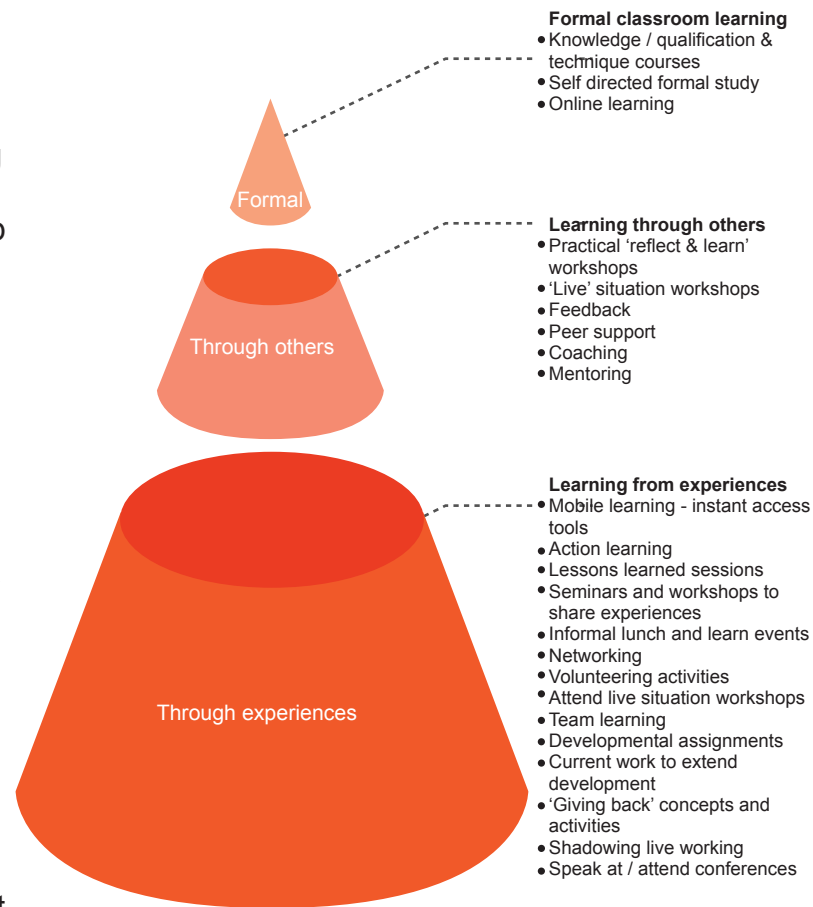 Formal classroom learning
• Knowledge / qualification &
technique courses
• Self directed formal study
• Online learning
Formal
Learning through others
• Practical ‘reflect & learn’
workshops
• ‘Live’ situation workshops
• Feedback
• Peer support
• Coaching
• Mentoring
Through others
Learning from experiences
• Mobile learning - instant access
tools
• Action learning
• Lessons learned sessions
• Seminars and workshops to
share experiences
• Informal lunch and learn events
• Networking
• Volunteering activities
• Attend live situation workshops
• Team learning
• Developmental assignments
• Current work to extend
development
• ‘Giving back’ concepts and
activities
• Shadowing live working
• Speak at / attend conferences
Through experiences